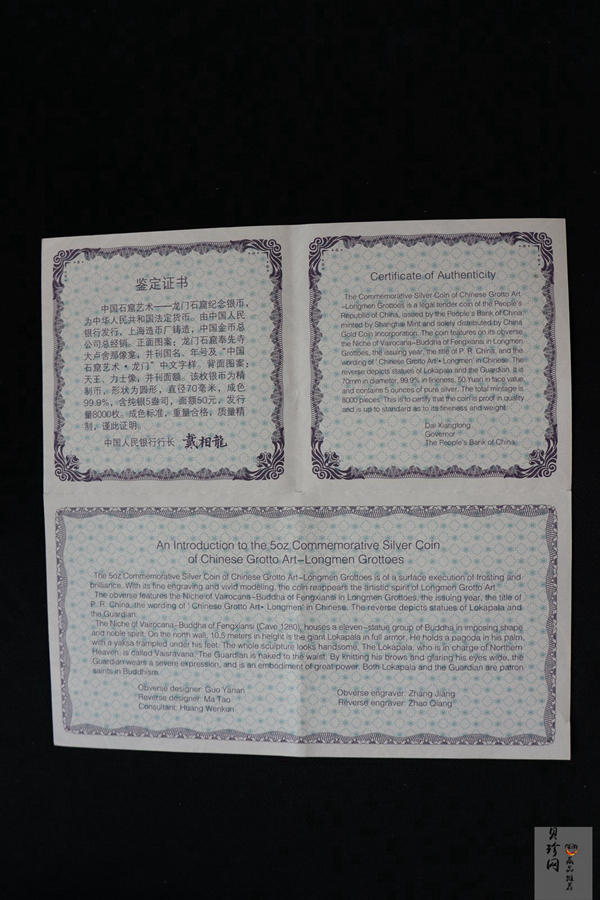 鉴定证书
中国石窟艺术——龙门石窟纪念银币,
为中华人民共和国法定货币。由中国人民
银行发行,上海造币厂铸造,中国金币总
公司总经销。正面图案:龙门石窟奉先寺
大卢舍那像龛,并刊国名、年号及“中国
石窟艺术·龙门”中文字样。背面图案:
天王、力士像,并刊面额。该枚银币为精
制币,形状为圆形,直径70毫米,成色
99.9%,含纯银5盎司,面额50元,发行
量8000枚。成色标准,重量合格,质量精
制,谨此证明。
中国人民银行行长 戴相龍
Certificate of Authenticity
The Commemorative Silver Coin of Chinese Grotto Art
-Longmen Grottoes is a legal tender coin of the People's
Republic of China, issued by the People's Bank of China
minted by Shanghai Mint and solely distributed by China
Gold Coin Incorporation. The coin features on its obverse
the Niche of Vairocana-Buddha of Fengxiansi in Longmen
Grottoes, the issuing year, the title of P. R. China, and the
wording of ' Chinese Grotto Art• Longmen' in Chinese. The
reverse depicts statues of Lokapala and the Guardian. It is
70mm in diameter, 99.9% in fineness, 50 Yuan in face value,
and contains 5 ounces of pure silver. The total mintage is
8000 pieces. This is to certify that the coin is proof in quality
and is up to standard as to its fineness and weight.
Dai Xianglong
Governor
The People's Bank of China
An Introduction to the 5oz Commemorative Silver Coin
of Chinese Grotto Art-Longmen Grottoes
The 5oz Commemorative Silver Coin of Chinese Grotto Art-Longmen Grottoes is of a surface execution of frosting and
brilliance. With its fine engraving and vivid modeling, the coin reappears the artistic spirit of Longmen Grotto Art.
The obverse features the Niche of Vairocana-Buddha of Fengxiansi in Longmen Grottoes, the issuing year, the title of
P. R. China, the wording of ' Chinese Grotto Art• Longmen' in Chinese. The reverse depicts statues of Lokapala and
the Guardian.
The Niche of Vairocana-Buddha of Fengxiansi (Cave 1280), houses a eleven-statue group of Buddha in imposing shape
and noble spirit. On the north wall, 10.5 meters in height is the giant Lokapala in full armor. He holds a pagoda in his palm,
with a yaksa trampled under his feet. The whole sculpture looks handsome. The Lokapala, who is in charge of Northern
Heaven, is called Vaisravana. The Guardian is naked to the waist. By knitting his brows and glaring his eyes wide, the
Guardian wears a severe expression, and is an embodiment of great power. Both Lokapala and the Guardian are patron
saints in Buddhism.
Obverse designer: Guo Yanan
Reverse designer: Ma Tao
Consultant: Huang Wenkun
Obverse engraver: Zhang Jiang
Reverse engraver: Zhao Qiang
贝珍网
藏品推荐